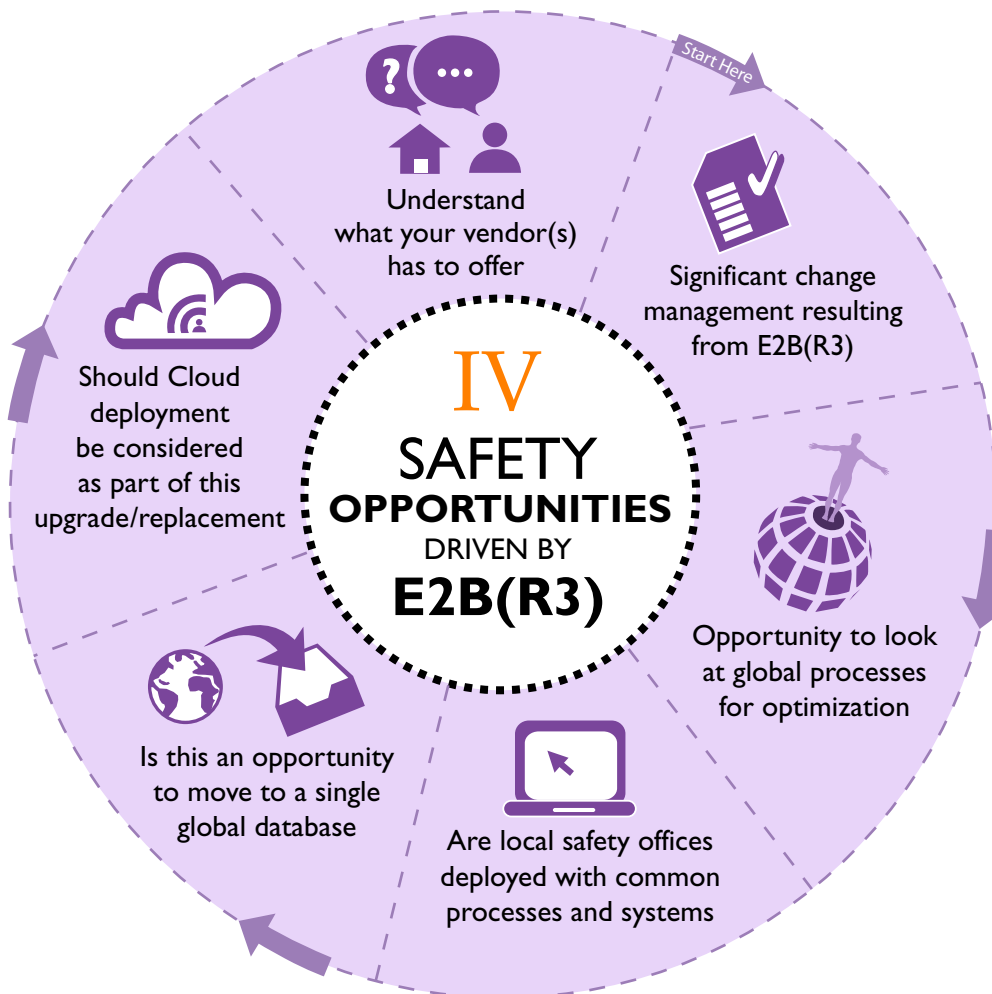 Start Here
Significant change
management resulting
from E2B(R3)
Opportunity to look
at global processes
for optimization
Are local safety offices
deployed with common
processes and systems
Is this an opportunity
to move to a single
global database
Should Cloud
deployment
be considered
as part of this
upgrade/replacement
?
...
Understand
what your vendor(s)
has to offer
IV
SAFETY
OPPORTUNITIES
DRIVEN BY
E2B(R3)